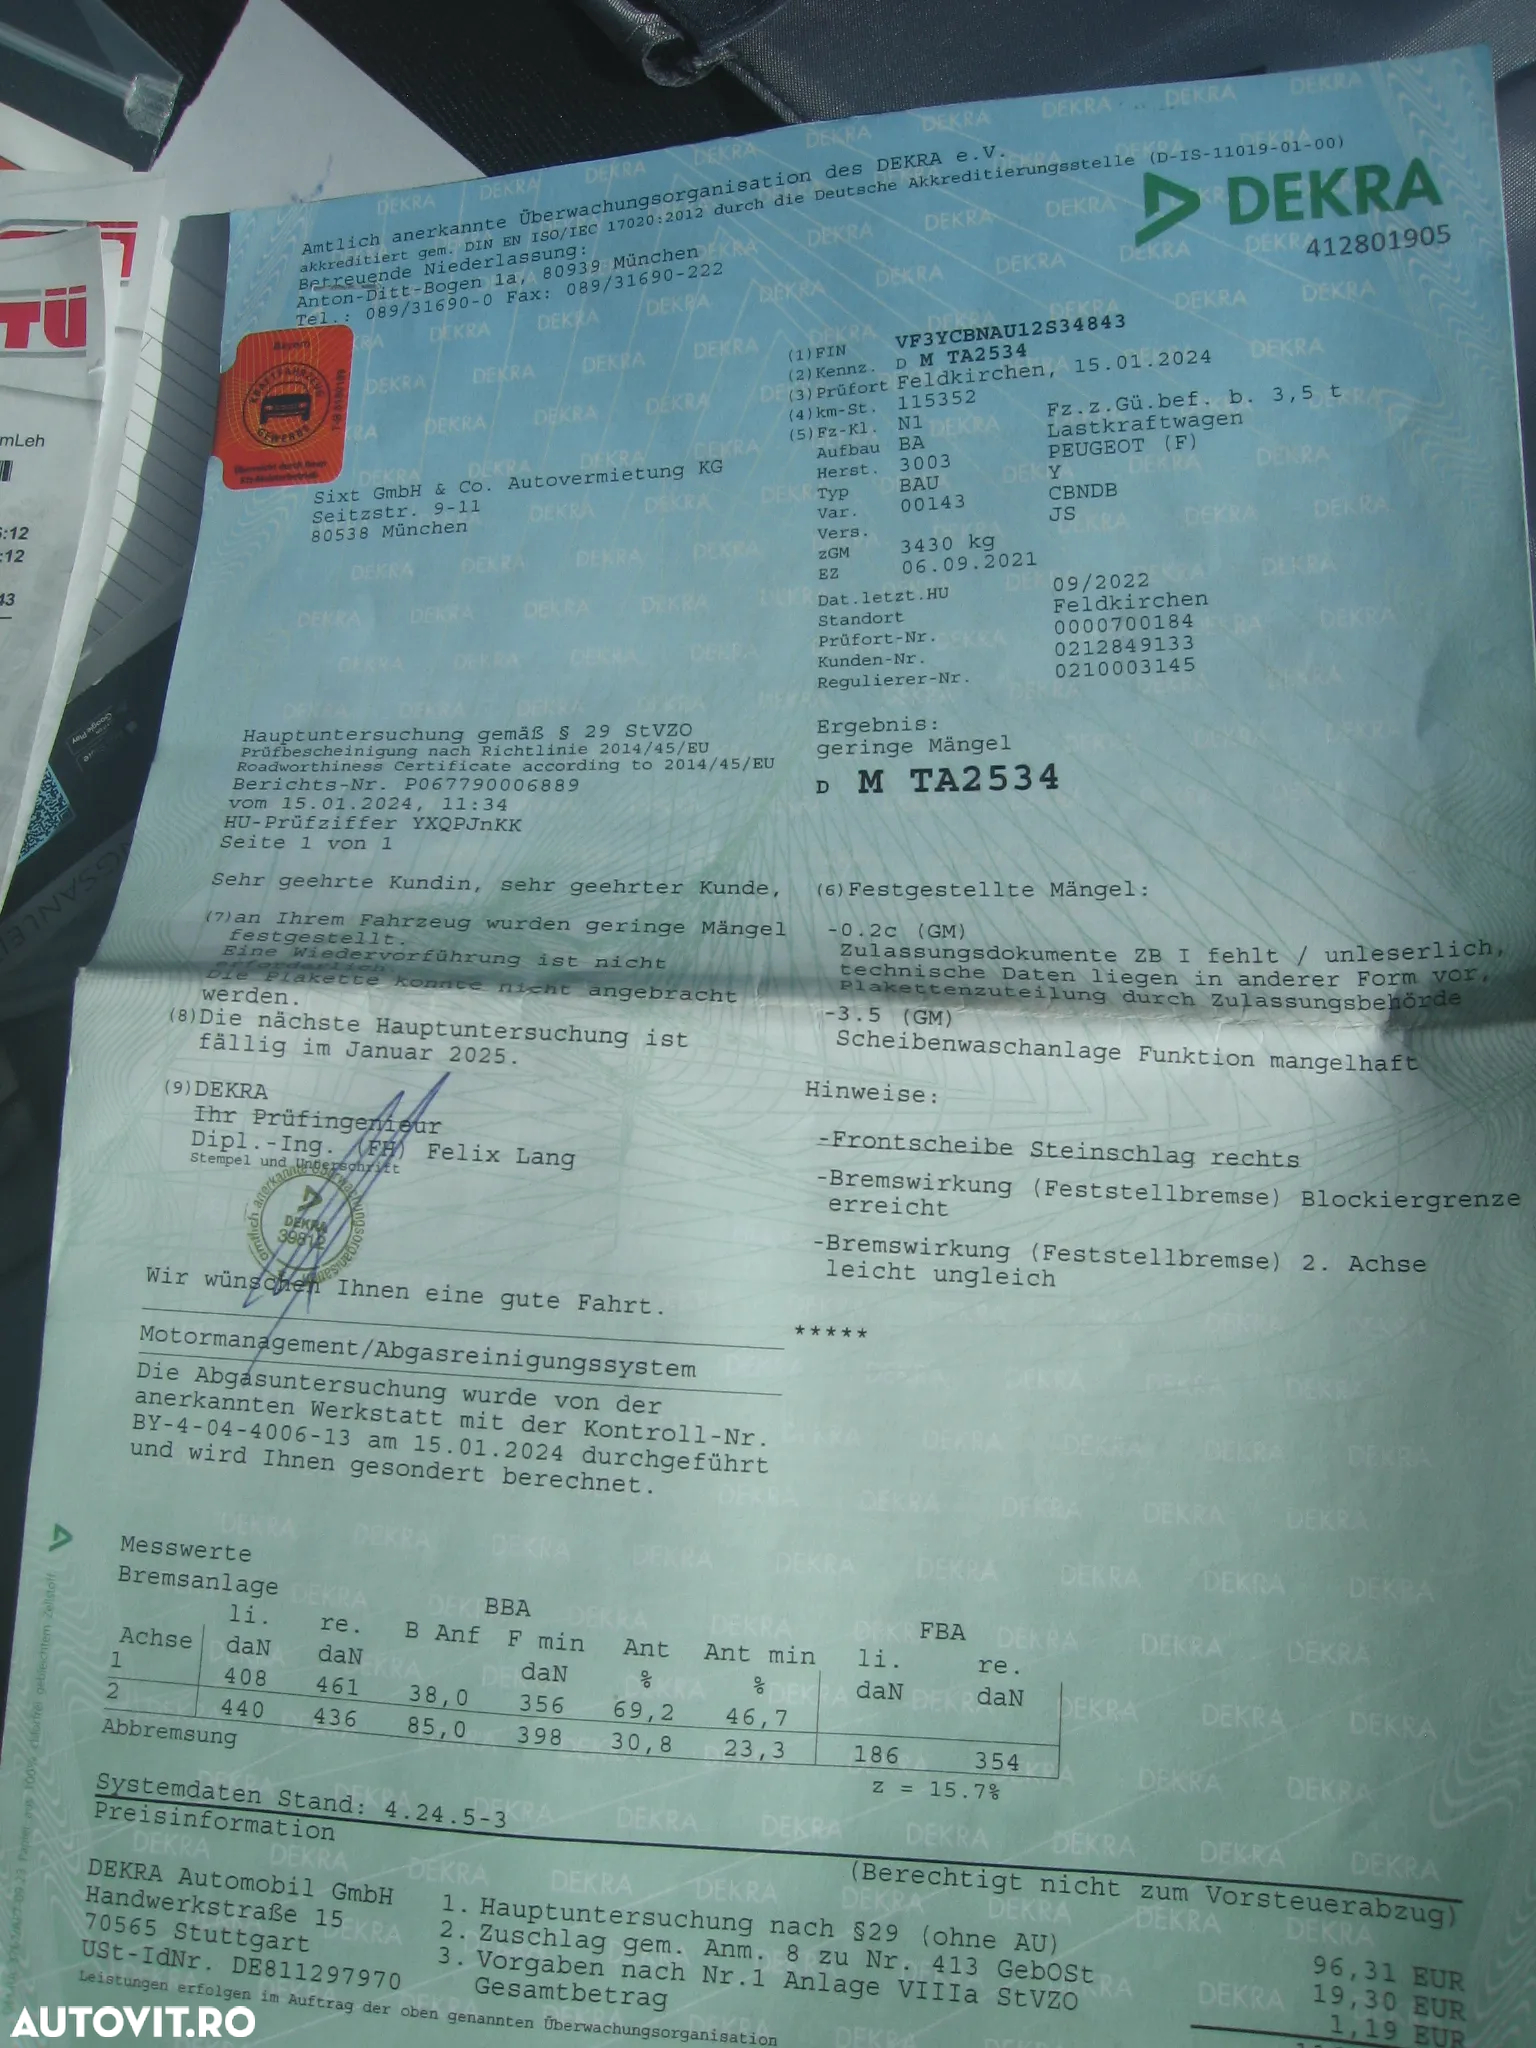 Amtlich anerkannte Überwachungsorganisation des DEKRA e.V.
akkreditiert gem. DIN EN ISO/IEC 17020:2012 durch die Deutsche Akkreditierungsstelle (D-IS-11019-01-00)
Betreuende Niederlassung:
Anton-Ditt-Bogen 1a, 80939 München
Tel.: 089/31690-0 Fax: 089/31690-222
DEKRA
412801905
TÜ
mLeh
:12
:12
43
Bayern
KRAFTFAHRZEUG
GEWERBE
Sixt GmbH & Co. Autovermietung KG
Seitzstr. 9-11
80538 München
(1) FIN VF3YCBNAU12S34843
(2) Kennz. D M TA2534
(3) Prüfort Feldkirchen, 15.01.2024
(4) km-St. 115352
(5) Fz-Kl. N1 Fz.z.Gü.bef. b. 3,5 t
Aufbau BA Lastkraftwagen
Herst. 3003 PEUGEOT (F)
Typ BAU Y
Var. 00143 CBNDB
Vers. JS
zGM 3430 kg
EZ 06.09.2021
Dat.letzt.HU 09/2022
Standort Feldkirchen
Prüfort-Nr. 0000700184
Kunden-Nr. 0212849133
Regulierer-Nr. 0210003145
Hauptuntersuchung gemäß § 29 StVZO
Prüfbescheinigung nach Richtlinie 2014/45/EU
Roadworthiness Certificate according to 2014/45/EU
Berichts-Nr. P067790006889
vom 15.01.2024, 11:34
HU-Prüfziffer YXQPJnKK
Seite 1 von 1
Ergebnis:
geringe Mängel
D M TA2534
Sehr geehrte Kundin, sehr geehrter Kunde,
(7) an Ihrem Fahrzeug wurden geringe Mängel
festgestellt.
Eine Wiedervorführung ist nicht
erforderlich.
Die Plakette konnte nicht angebracht
werden.
(8) Die nächste Hauptuntersuchung ist
fällig im Januar 2025.
(9) DEKRA
Ihr Prüfingenieur
Dipl.-Ing. (FH) Felix Lang
Stempel und Unterschrift
amtlich anerkannte Überwachungsorganisation
DEKRA
39812
Wir wünschen Ihnen eine gute Fahrt.
(6) Festgestellte Mängel:
-0.2c (GM)
Zulassungsdokumente ZB I fehlt / unleserlich,
technische Daten liegen in anderer Form vor,
Plakettenzuteilung durch Zulassungsbehörde
-3.5 (GM)
Scheibenwaschanlage Funktion mangelhaft
Hinweise:
-Frontscheibe Steinschlag rechts
-Bremswirkung (Feststellbremse) Blockiergrenze
erreicht
-Bremswirkung (Feststellbremse) 2. Achse
leicht ungleich
*****
Motormanagement/Abgasreinigungssystem
Die Abgasuntersuchung wurde von der
anerkannten Werkstatt mit der Kontroll-Nr.
BY-4-04-4006-13 am 15.01.2024 durchgeführt
und wird Ihnen gesondert berechnet.
Messwerte
Bremsanlage
BBA FBA
li. re. B Anf F min Ant Ant min li. re.
Achse daN daN daN % % daN daN
1 408 461 38,0 356 69,2 46,7
2 440 436 85,0 398 30,8 23,3 186 354
Abbremsung z = 15.7%
Systemdaten Stand: 4.24.5-3
Preisinformation
(Berechtigt nicht zum Vorsteuerabzug)
DEKRA Automobil GmbH
Handwerkstraße 15
70565 Stuttgart
USt-IdNr. DE811297970
1. Hauptuntersuchung nach §29 (ohne AU) 96,31 EUR
2. Zuschlag gem. Anm. 8 zu Nr. 413 GebOSt 19,30 EUR
3. Vorgaben nach Nr.1 Anlage VIIIa StVZO 1,19 EUR
Gesamtbetrag
Leistungen erfolgen im Auftrag der oben genannten Überwachungsorganisation
AUTOVIT.RO